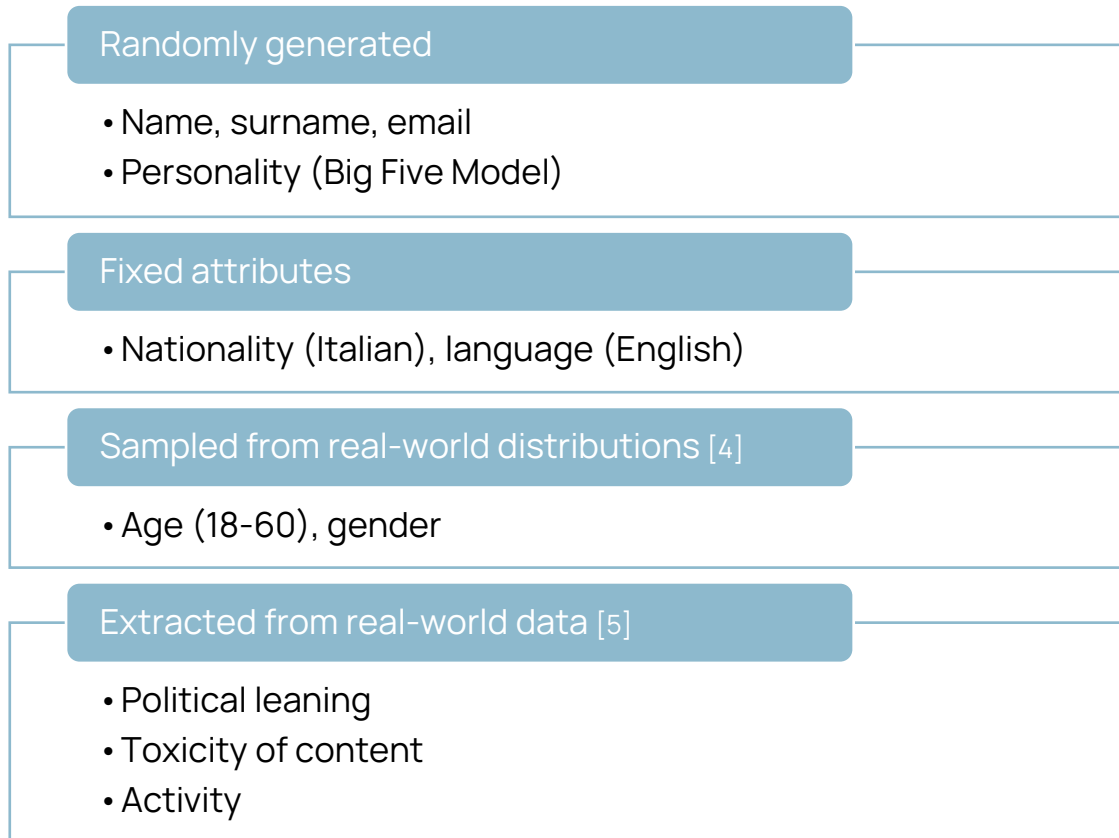 Randomly generated
• Name, surname, email
• Personality (Big Five Model)
Fixed attributes
• Nationality (Italian), language (English)
Sampled from real-world distributions [4]
• Age (18-60), gender
Extracted from real-world data [5]
• Political leaning
• Toxicity of content
• Activity